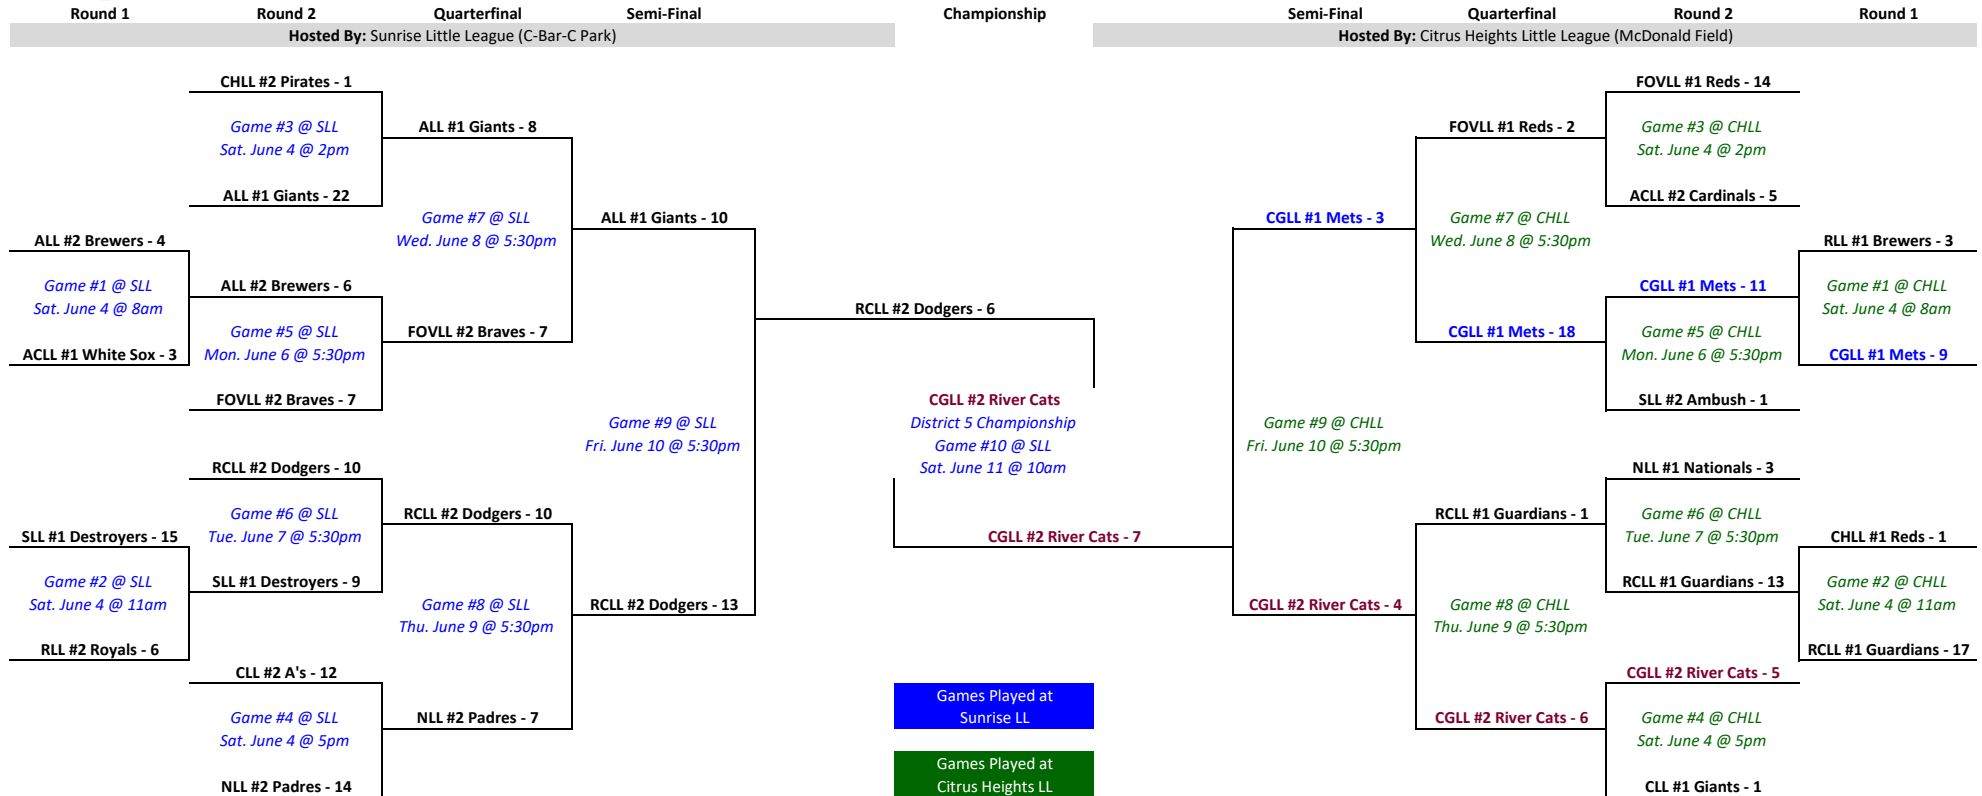 Round 1
Round 2
Quarterfinal
Semi-Final
Championship
Semi-Final
Quarterfinal
Round 2
Round 1
Hosted By: Sunrise Little League (C-Bar-C Park)
Hosted By: Citrus Heights Little League (McDonald Field)
CHLL #2 Pirates - 1
Game #3 @ SLL
Sat. June 4 @ 2pm
ALL #1 Giants - 22
ALL #2 Brewers - 4
Game #1 @ SLL
Sat. June 4 @ 8am
ACLL #1 White Sox - 3
ALL #2 Brewers - 6
Game #5 @ SLL
Mon. June 6 @ 5:30pm
FOVLL #2 Braves - 7
RCLL #2 Dodgers - 10
Game #6 @ SLL
Tue. June 7 @ 5:30pm
SLL #1 Destroyers - 9
SLL #1 Destroyers - 15
Game #2 @ SLL
Sat. June 4 @ 11am
RLL #2 Royals - 6
CLL #2 A's - 12
Game #4 @ SLL
Sat. June 4 @ 5pm
NLL #2 Padres - 14
ALL #1 Giants - 8
Game #7 @ SLL
Wed. June 8 @ 5:30pm
FOVLL #2 Braves - 7
RCLL #2 Dodgers - 10
Game #8 @ SLL
Thu. June 9 @ 5:30pm
NLL #2 Padres - 7
ALL #1 Giants - 10
Game #9 @ SLL
Fri. June 10 @ 5:30pm
RCLL #2 Dodgers - 13
RCLL #2 Dodgers - 6
CGLL #2 River Cats
District 5 Championship
Game #10 @ SLL
Sat. June 11 @ 10am
CGLL #2 River Cats - 7
Games Played at
Sunrise LL
Games Played at
Citrus Heights LL
CGLL #1 Mets - 3
Game #9 @ CHLL
Fri. June 10 @ 5:30pm
CGLL #2 River Cats - 4
FOVLL #1 Reds - 2
Game #7 @ CHLL
Wed. June 8 @ 5:30pm
CGLL #1 Mets - 18
RCLL #1 Guardians - 1
Game #8 @ CHLL
Thu. June 9 @ 5:30pm
CGLL #2 River Cats - 6
FOVLL #1 Reds - 14
Game #3 @ CHLL
Sat. June 4 @ 2pm
ACLL #2 Cardinals - 5
CGLL #1 Mets - 11
Game #5 @ CHLL
Mon. June 6 @ 5:30pm
SLL #2 Ambush - 1
NLL #1 Nationals - 3
Game #6 @ CHLL
Tue. June 7 @ 5:30pm
RCLL #1 Guardians - 13
CGLL #2 River Cats - 5
Game #4 @ CHLL
Sat. June 4 @ 5pm
CLL #1 Giants - 1
RLL #1 Brewers - 3
Game #1 @ CHLL
Sat. June 4 @ 8am
CGLL #1 Mets - 9
CHLL #1 Reds - 1
Game #2 @ CHLL
Sat. June 4 @ 11am
RCLL #1 Guardians - 17